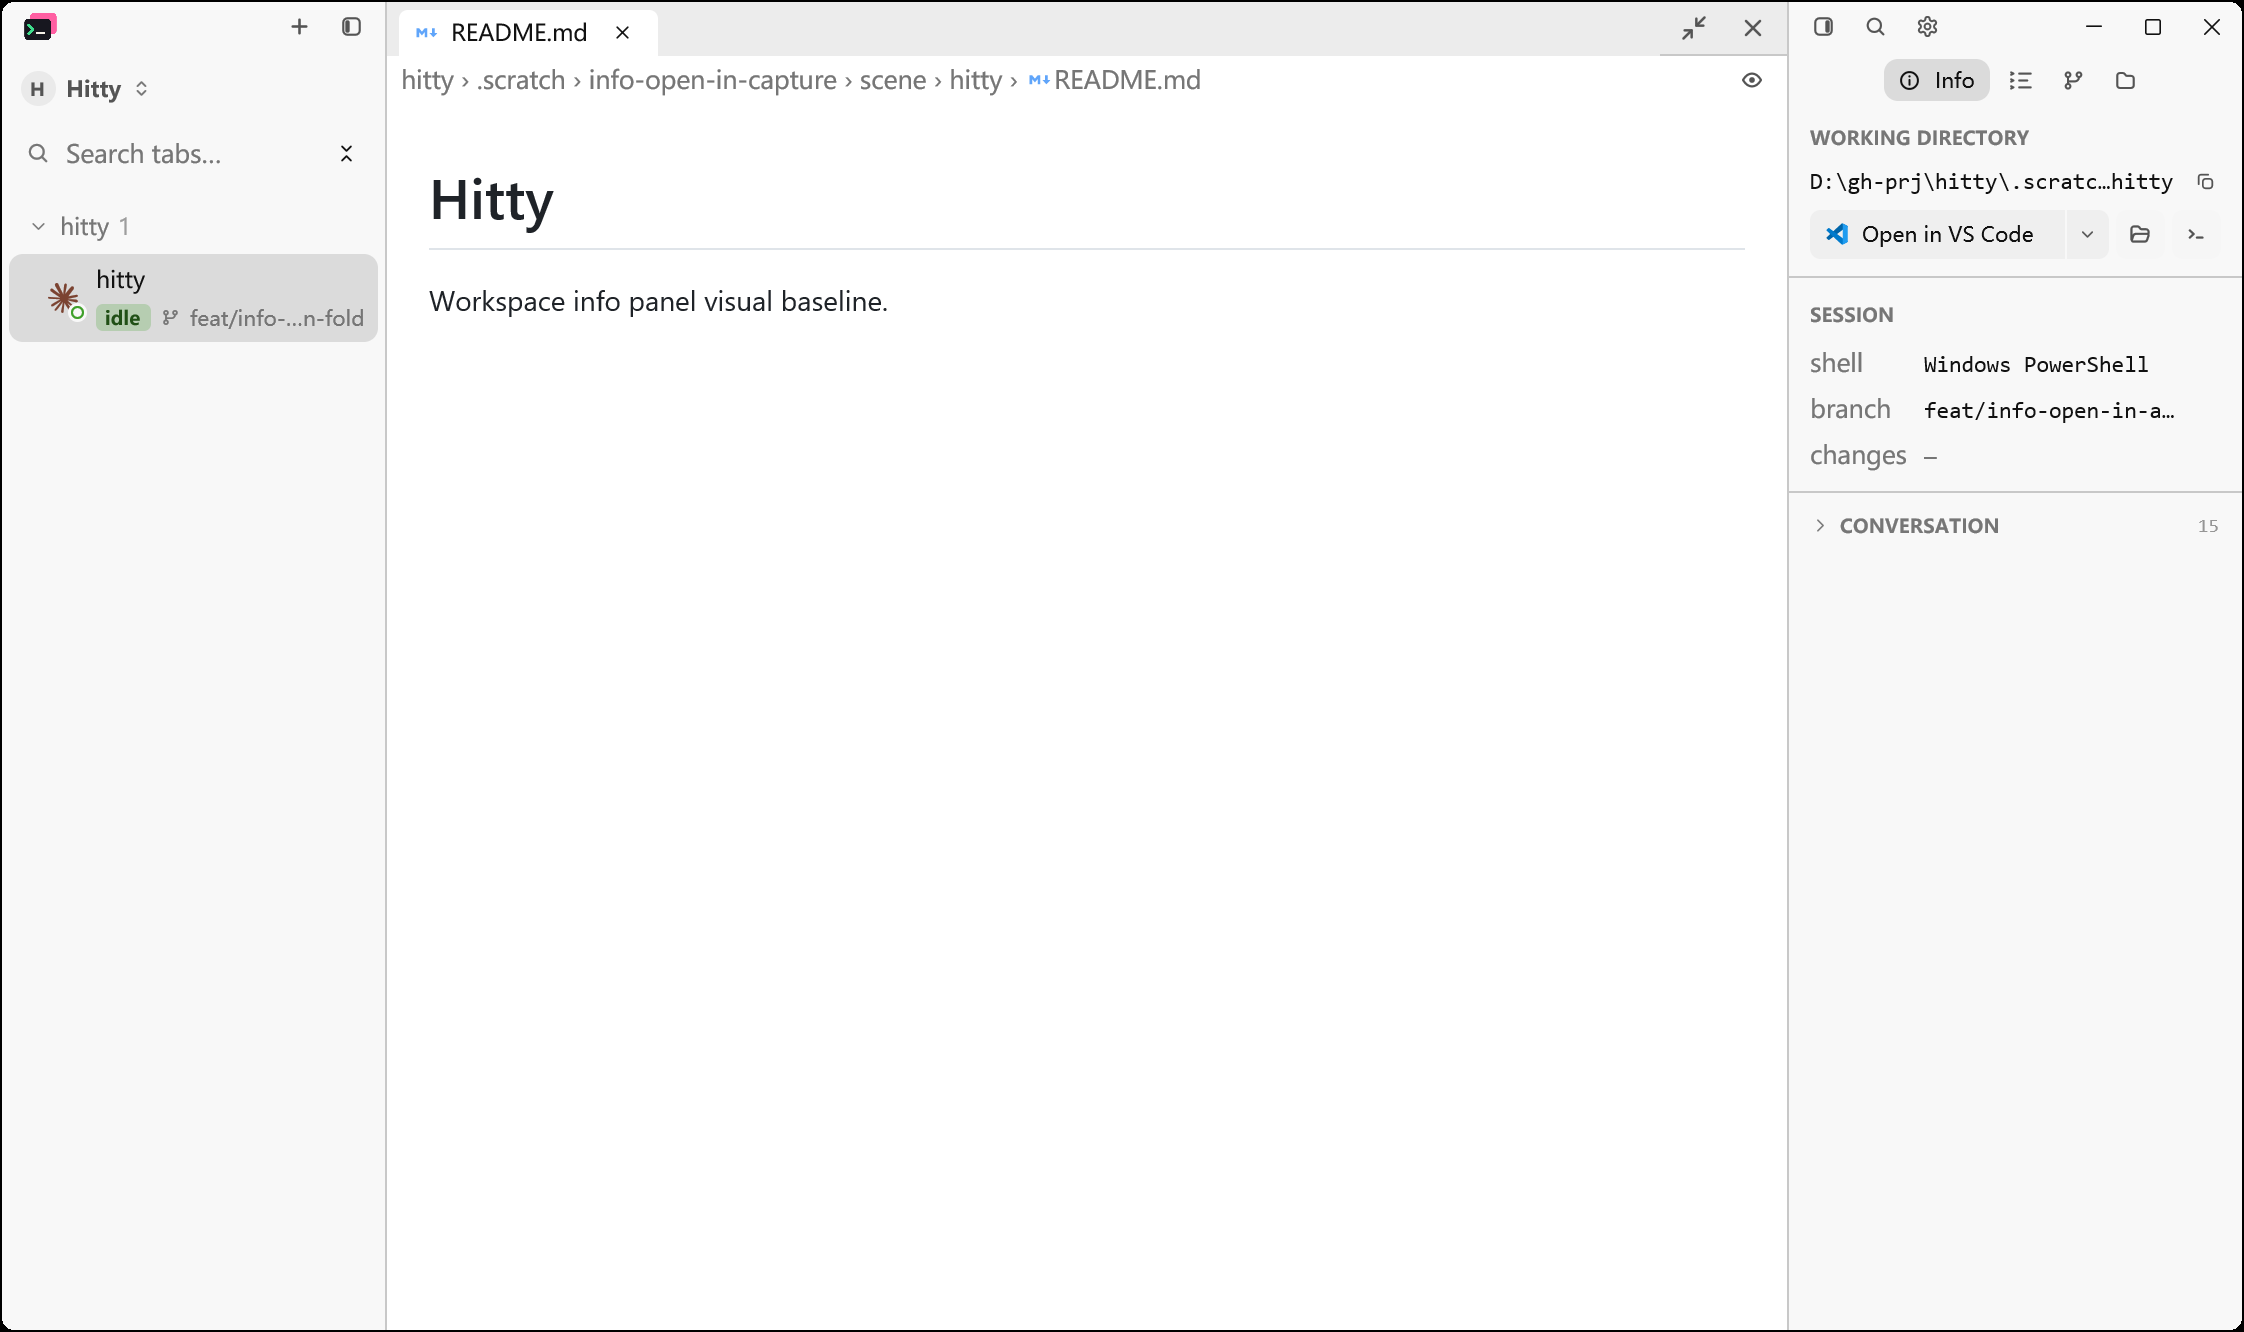 H Hitty
Search tabs...
hitty 1
hitty
idle feat/info-...n-fold
README.md
hitty › .scratch › info-open-in-capture › scene › hitty › M↓ README.md
Hitty
Workspace info panel visual baseline.
Info
WORKING DIRECTORY
D:\gh-prj\hitty\.scratc…hitty
Open in VS Code
SESSION
shell Windows PowerShell
branch feat/info-open-in-a…
changes –
CONVERSATION 15